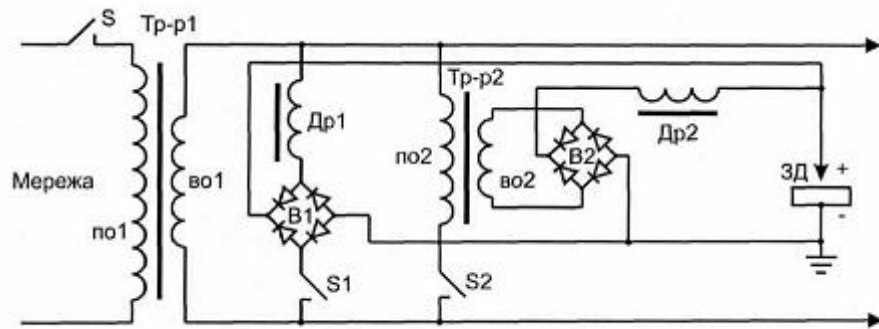 S
Тр-р1
Мережа
по1
во1
Др1
В1
S1
Тр-р2
по2
во2
В2
S2
Др2
ЗД
+
-